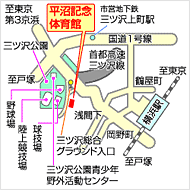 至東京
第3京浜
平沼記念
体育館
市営地下鉄
三ツ沢上町駅
国道1号線
三ツ沢公園
首都高速
三ツ沢線
至東京
鶴屋町
至戸塚
浅間下
横浜駅
岡野町
野球場
陸上競技場
球技場
三ツ沢総合
グランド入口
至戸塚
三ツ沢公園青少年
野外活動センター